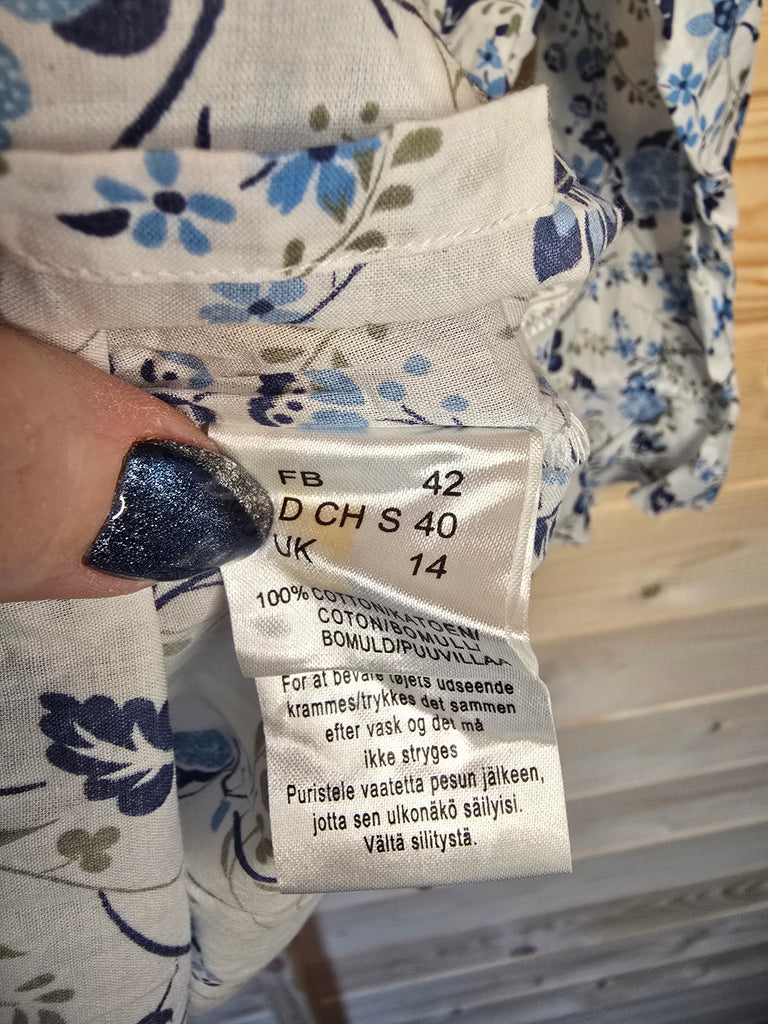 FB 42
D CH S 40
UK 14
100% COTTON/KATOEN/
COTON/BOMULL/
BOMULD/PUUVILLAA
For at bevare tøjets udseende
krammes/trykkes det sammen
efter vask og det må
ikke stryges
Puristele vaatetta pesun jälkeen,
jotta sen ulkonäkö säilyisi.
Vältä silitystä.